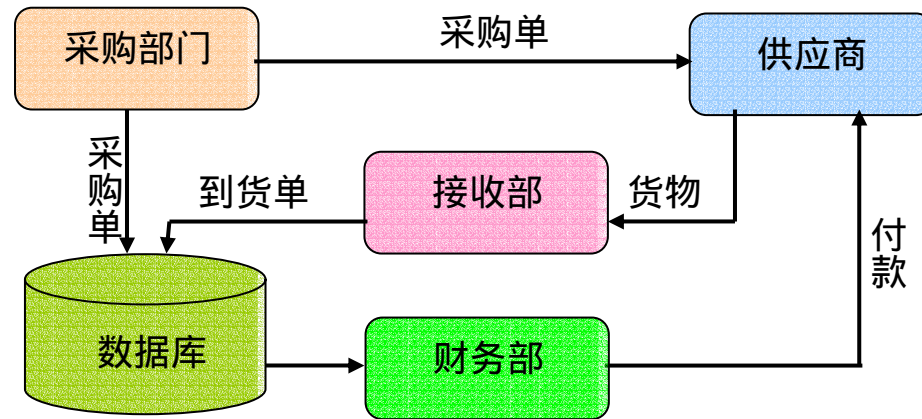 采购部门
采购单
供应商
采购单
到货单
接收部
货物
付款
数据库
财务部